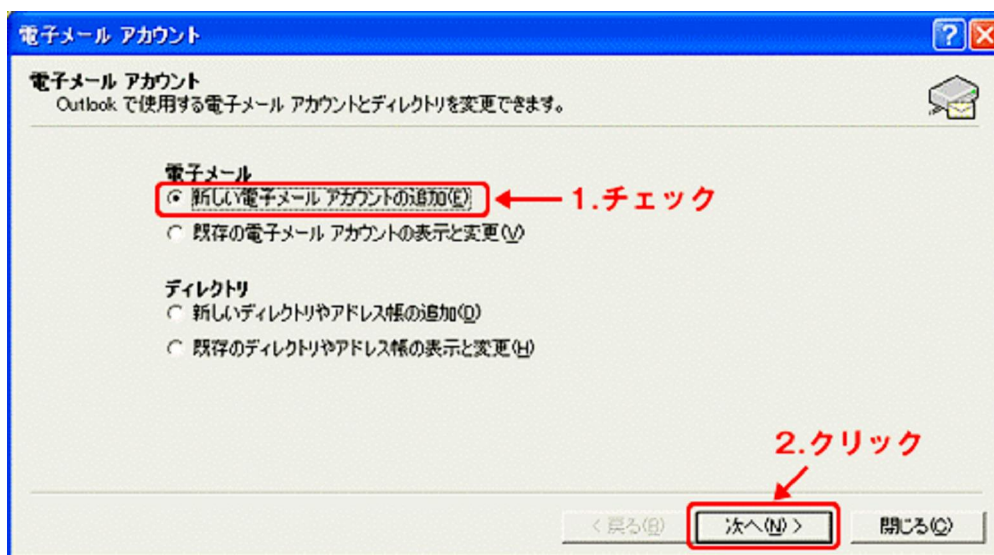 電子メール アカウント
電子メール アカウント
Outlook で使用する電子メール アカウントとディレクトリを変更できます。
電子メール
新しい電子メール アカウントの追加(E)
1.チェック
既存の電子メール アカウントの表示と変更(V)
ディレクトリ
新しいディレクトリやアドレス帳の追加(D)
既存のディレクトリやアドレス帳の表示と変更(H)
2.クリック
< 戻る(B)
次へ(N) >
閉じる(C)